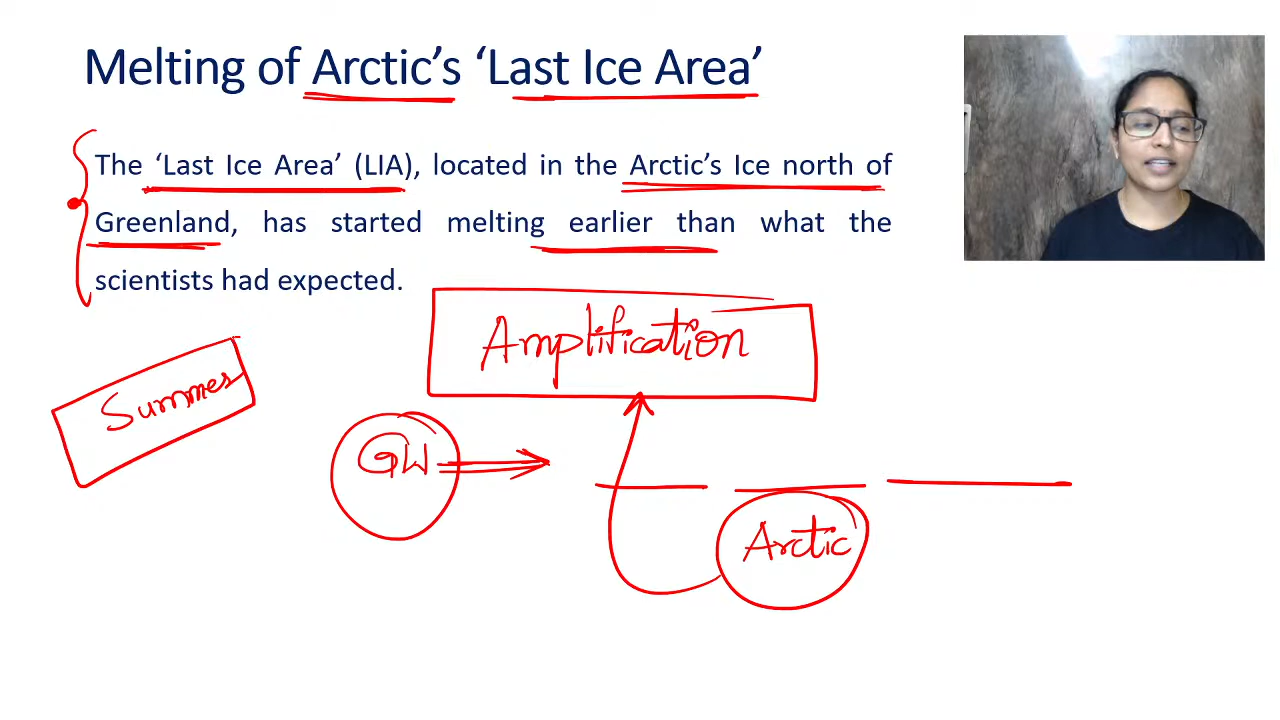 Melting of Arctic's 'Last Ice Area'
The 'Last Ice Area' (LIA), located in the Arctic's Ice north of
Greenland, has started melting earlier than what the
scientists had expected.
Amplification
Summer
GW
Arctic